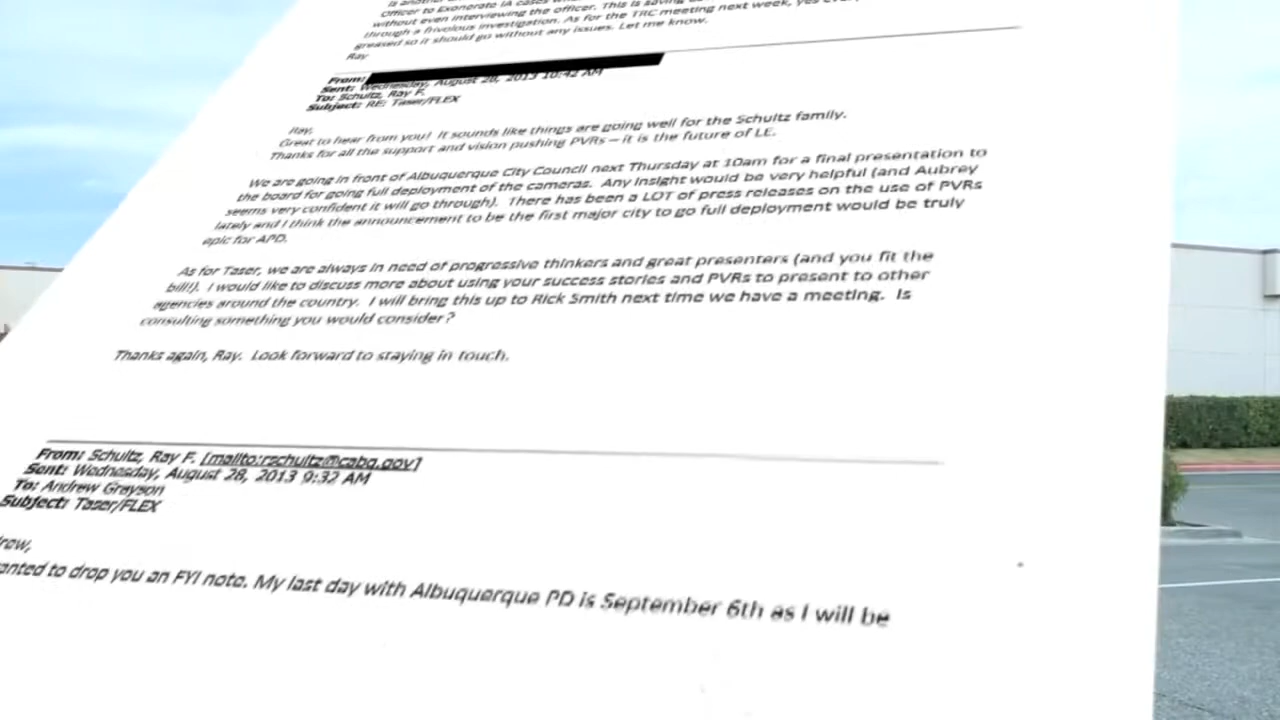 is another
Officer to Exonerate IA cases
without even interviewing the officer. This is saving
through a frivolous investigation. As for the TRC meeting next week, yes
greased so it should go without any issues. Let me know.
Ray
From:
Sent: Wednesday, August 28, 2013 10:42 AM
To: Schultz, Ray F.
Subject: RE: Taser/FLEX
Ray,
Great to hear from you! It sounds like things are going well for the Schultz family.
Thanks for all the support and vision pushing PVRs – it is the future of LE.
We are going in front of Albuquerque City Council next Thursday at 10am for a final presentation to
the board for going full deployment of the cameras. Any insight would be very helpful (and Aubrey
seems very confident it will go through). There has been a LOT of press releases on the use of PVRs
lately and I think the announcement to be the first major city to go full deployment would be truly
epic for APD.
As for Taser, we are always in need of progressive thinkers and great presenters (and you fit the
bill!). I would like to discuss more about using your success stories and PVRs to present to other
agencies around the country. I will bring this up to Rick Smith next time we have a meeting. Is
consulting something you would consider?
Thanks again, Ray. Look forward to staying in touch.
From: Schultz, Ray F. [mailto:rschultz@cabq.gov]
Sent: Wednesday, August 28, 2013 9:32 AM
To: Andrew Grayson
Subject: Taser/FLEX
rew,
anted to drop you an FYI note. My last day with Albuquerque PD is September 6th as I will be